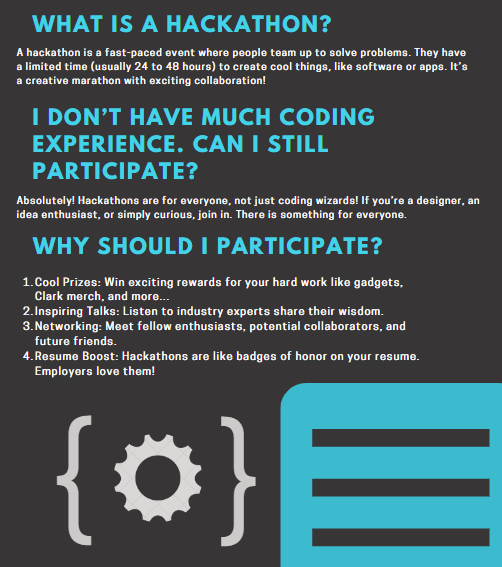 WHAT IS A HACKATHON?
A hackathon is a fast-paced event where people team up to solve problems. They have
a limited time (usually 24 to 48 hours) to create cool things, like software or apps. It's
a creative marathon with exciting collaboration!
I DON'T HAVE MUCH CODING
EXPERIENCE. CAN I STILL
PARTICIPATE?
Absolutely! Hackathons are for everyone, not just coding wizards! If you're a designer, an
idea enthusiast, or simply curious, join in. There is something for everyone.
WHY SHOULD I PARTICIPATE?
1. Cool Prizes: Win exciting rewards for your hard work like gadgets,
Clark merch, and more...
2. Inspiring Talks: Listen to industry experts share their wisdom.
3. Networking: Meet fellow enthusiasts, potential collaborators, and
future friends.
4. Resume Boost: Hackathons are like badges of honor on your resume.
Employers love them!